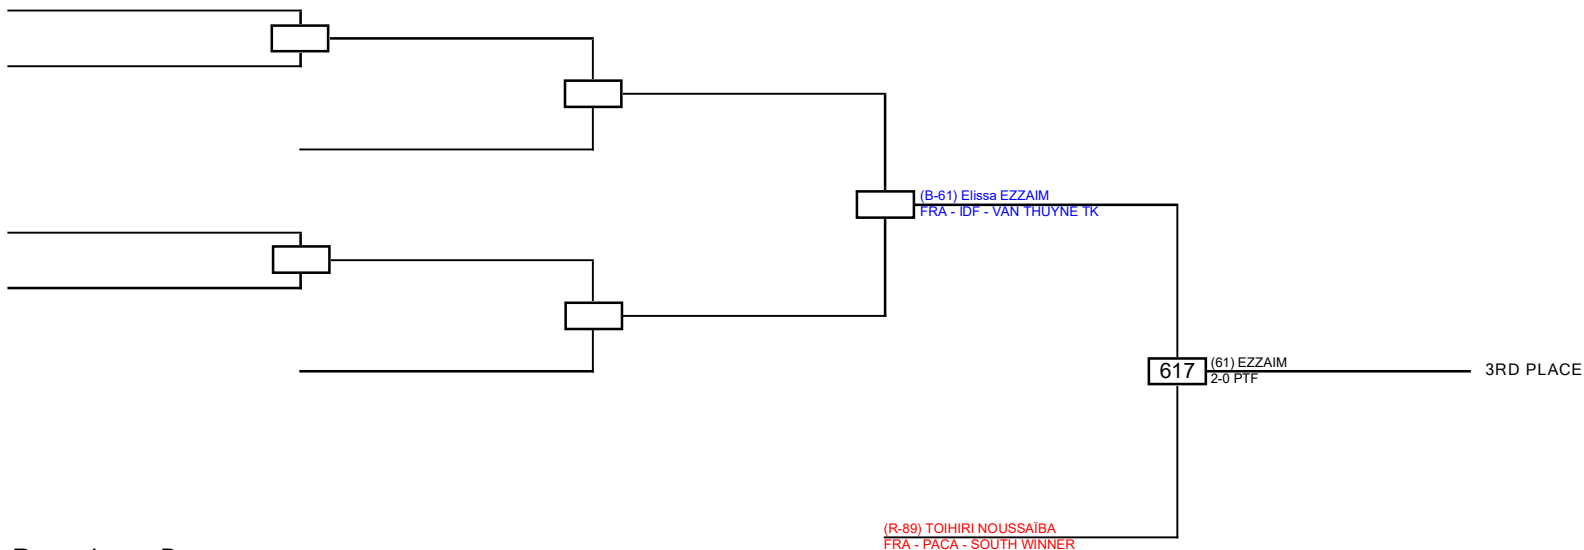 (B-61) Elissa EZZAIM
FRA - IDF - VAN THUYNE TK
617
(61) EZZAIM
2-0 PTF
3RD PLACE
(R-89) TOIHIRI NOUSSAÏBA
FRA - PACA - SOUTH WINNER